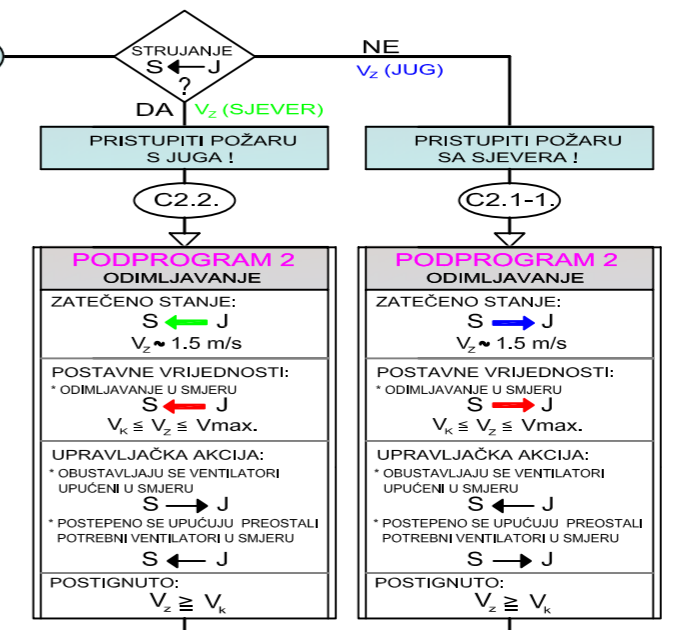 STRUJANJE
S ← J
?
NE
Vz (JUG)
DA Vz (SJEVER)
PRISTUPITI POŽARU
S JUGA !
PRISTUPITI POŽARU
SA SJEVERA !
C2.2.
C2.1-1.
PODPROGRAM 2
ODIMLJAVANJE
ZATEČENO STANJE:
S ← J
Vz ~ 1.5 m/s
POSTAVNE VRIJEDNOSTI:
* ODIMLJAVANJE U SMJERU
S ← J
Vk ≤ Vz ≤ Vmax.
UPRAVLJAČKA AKCIJA:
* OBUSTAVLJAJU SE VENTILATORI
UPUĆENI U SMJERU
S → J
* POSTEPENO SE UPUĆUJU PREOSTALI
POTREBNI VENTILATORI U SMJERU
S ← J
POSTIGNUTO:
Vz ≧ Vk
PODPROGRAM 2
ODIMLJAVANJE
ZATEČENO STANJE:
S → J
Vz ~ 1.5 m/s
POSTAVNE VRIJEDNOSTI:
* ODIMLJAVANJE U SMJERU
S → J
Vk ≤ Vz ≤ Vmax.
UPRAVLJAČKA AKCIJA:
* OBUSTAVLJAJU SE VENTILATORI
UPUĆENI U SMJERU
S ← J
* POSTEPENO SE UPUĆUJU PREOSTALI
POTREBNI VENTILATORI U SMJERU
S → J
POSTIGNUTO:
Vz ≧ Vk